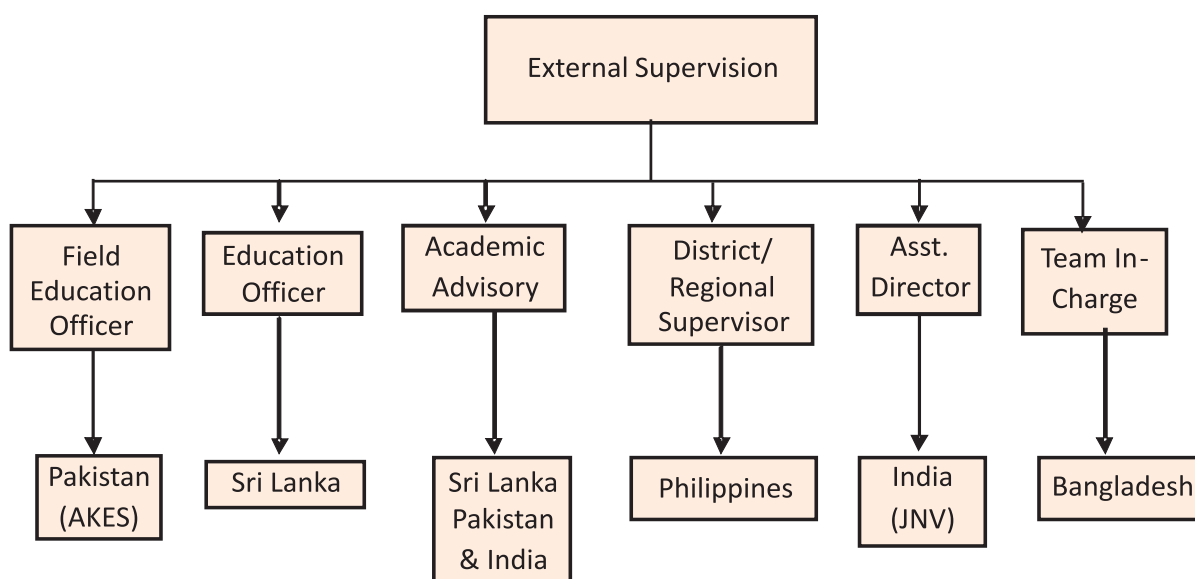 External Supervision
Field
Education
Officer
Education
Officer
Academic
Advisory
District/
Regional
Supervisor
Asst.
Director
Team In-
Charge
Pakistan
(AKES)
Sri Lanka
Sri Lanka
Pakistan
& India
Philippines
India
(JNV)
Bangladesh